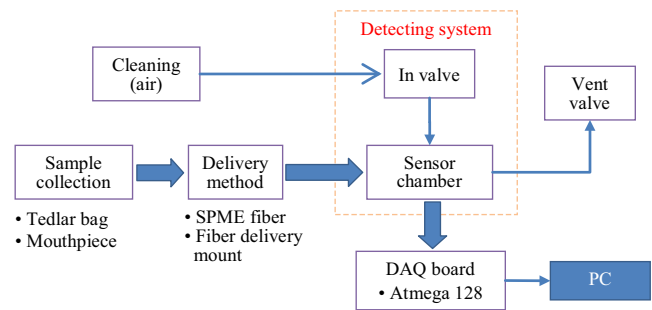 Detecting system
Cleaning
(air)
In valve
Vent
valve
Sample
collection
• Tedlar bag
• Mouthpiece
Delivery
method
• SPME fiber
• Fiber delivery
mount
Sensor
chamber
DAQ board
• Atmega 128
PC